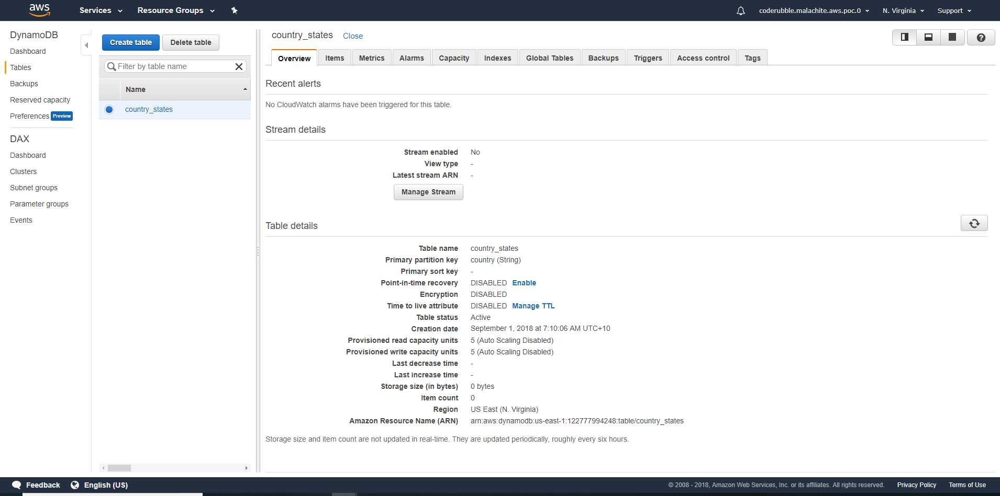 aws Services Resource Groups coderubble.malachite.aws.poc.0 N. Virginia Support
DynamoDB
Dashboard
Tables
Backups
Reserved capacity
Preferences Preview
DAX
Dashboard
Clusters
Subnet groups
Parameter groups
Events
Create table Delete table
Filter by table name
Name
country_states
country_states Close
Overview Items Metrics Alarms Capacity Indexes Global Tables Backups Triggers Access control Tags
Recent alerts
No CloudWatch alarms have been triggered for this table.
Stream details
Stream enabled No
View type -
Latest stream ARN -
Manage Stream
Table details
Table name country_states
Primary partition key country (String)
Primary sort key -
Point-in-time recovery DISABLED Enable
Encryption DISABLED
Time to live attribute DISABLED Manage TTL
Table status Active
Creation date September 1, 2018 at 7:10:06 AM UTC+10
Provisioned read capacity units 5 (Auto Scaling Disabled)
Provisioned write capacity units 5 (Auto Scaling Disabled)
Last decrease time -
Last increase time -
Storage size (in bytes) 0 bytes
Item count 0
Region US East (N. Virginia)
Amazon Resource Name (ARN) arn:aws:dynamodb:us-east-1:122777994248:table/country_states
Storage size and item count are not updated in real-time. They are updated periodically, roughly every six hours.
Feedback English (US) © 2008 - 2018, Amazon Web Services, Inc. or its affiliates. All rights reserved. Privacy Policy Terms of Use